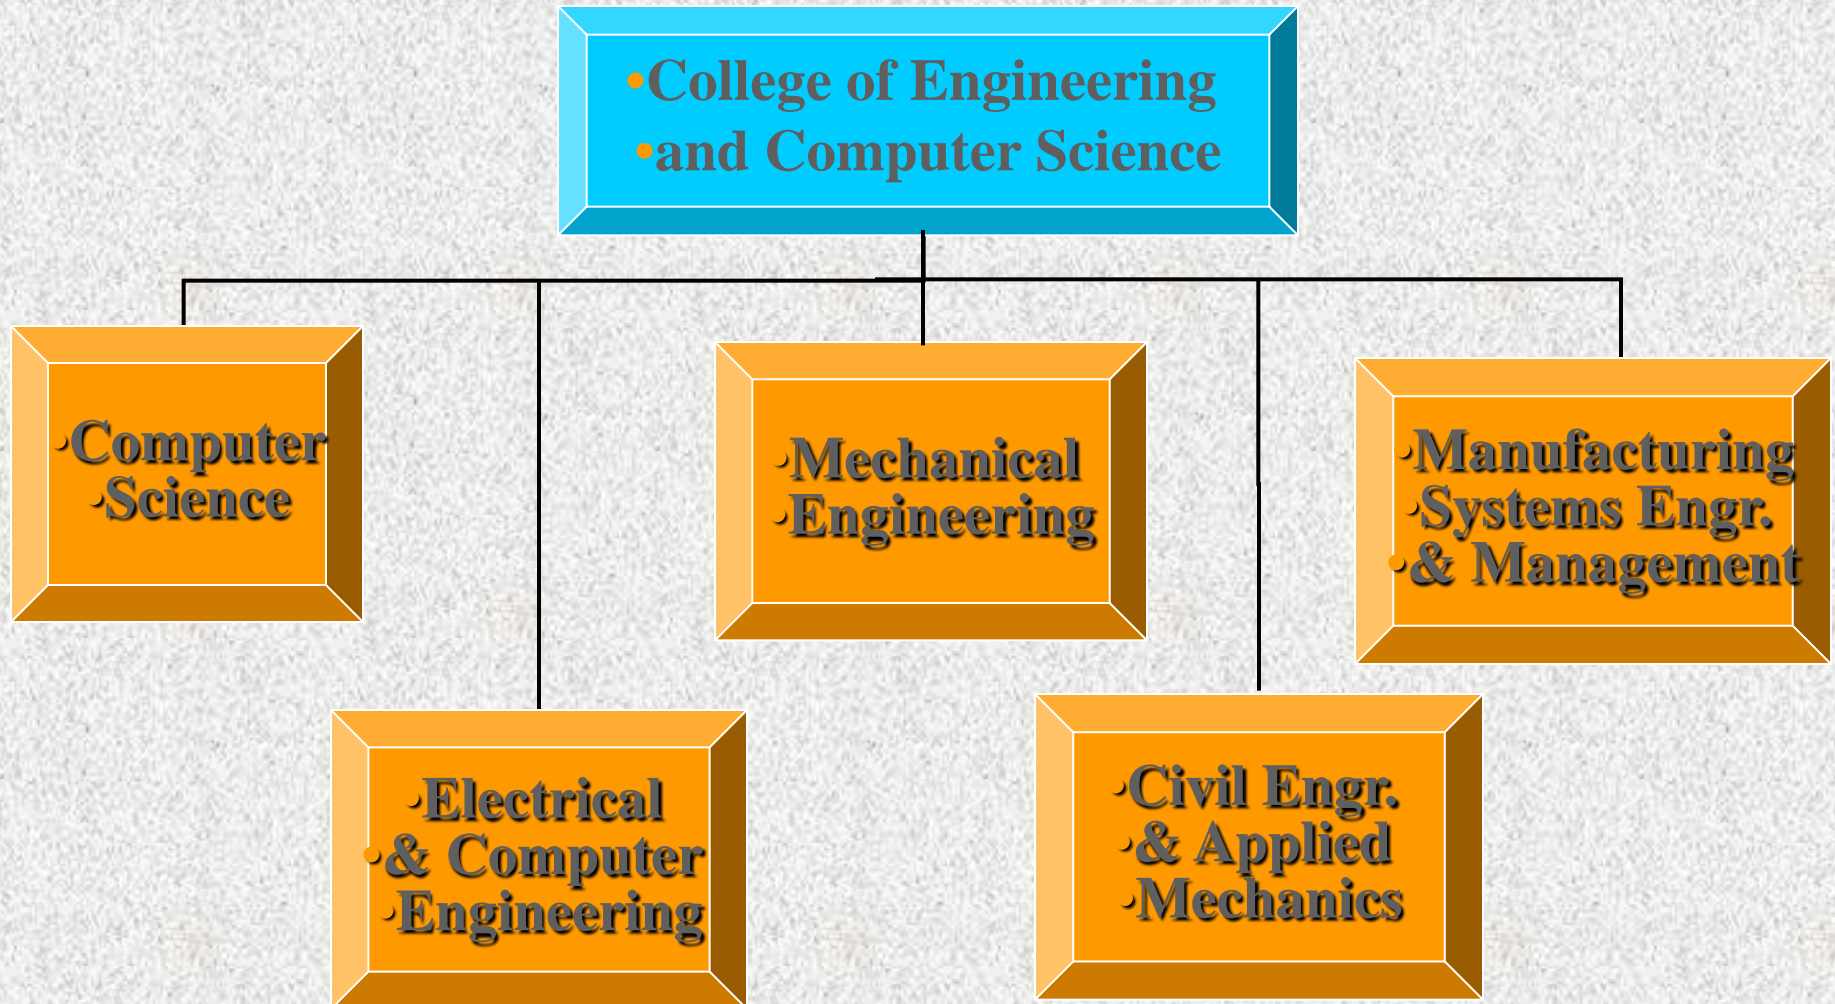 •College of Engineering
•and Computer Science
•Computer
•Science
•Mechanical
•Engineering
•Manufacturing
•Systems Engr.
•& Management
•Electrical
•& Computer
•Engineering
•Civil Engr.
•& Applied
•Mechanics